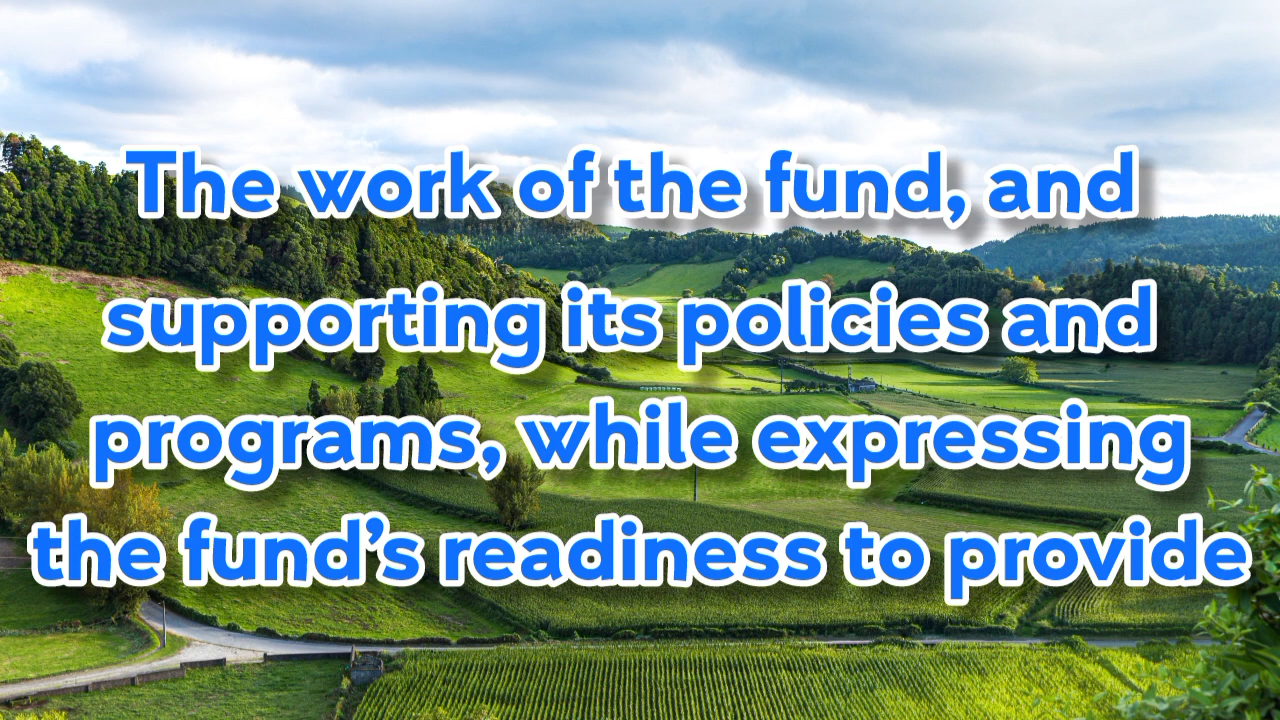 The work of the fund, and
supporting its policies and
programs, while expressing
the fund’s readiness to provide